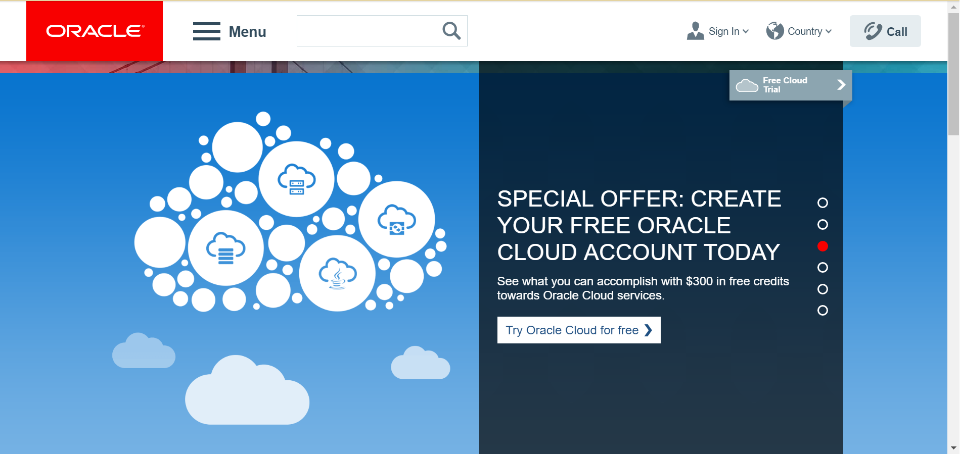 ORACLE®
Menu
Sign In
Country
Call
Free Cloud
Trial
SPECIAL OFFER: CREATE
YOUR FREE ORACLE
CLOUD ACCOUNT TODAY
See what you can accomplish with $300 in free credits
towards Oracle Cloud services.
Try Oracle Cloud for free